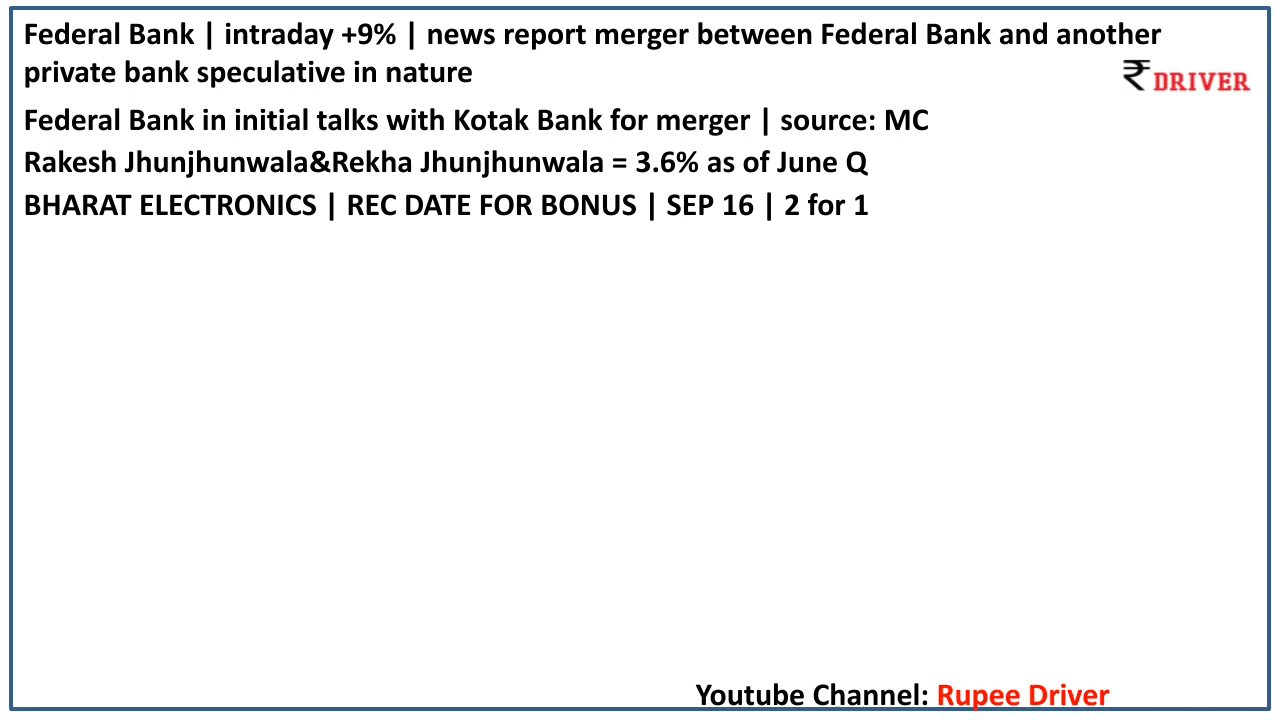 Federal Bank | intraday +9% | news report merger between Federal Bank and another
private bank speculative in nature
₹ DRIVER
Federal Bank in initial talks with Kotak Bank for merger | source: MC
Rakesh Jhunjhunwala&Rekha Jhunjhunwala = 3.6% as of June Q
BHARAT ELECTRONICS | REC DATE FOR BONUS | SEP 16 | 2 for 1
Youtube Channel: Rupee Driver